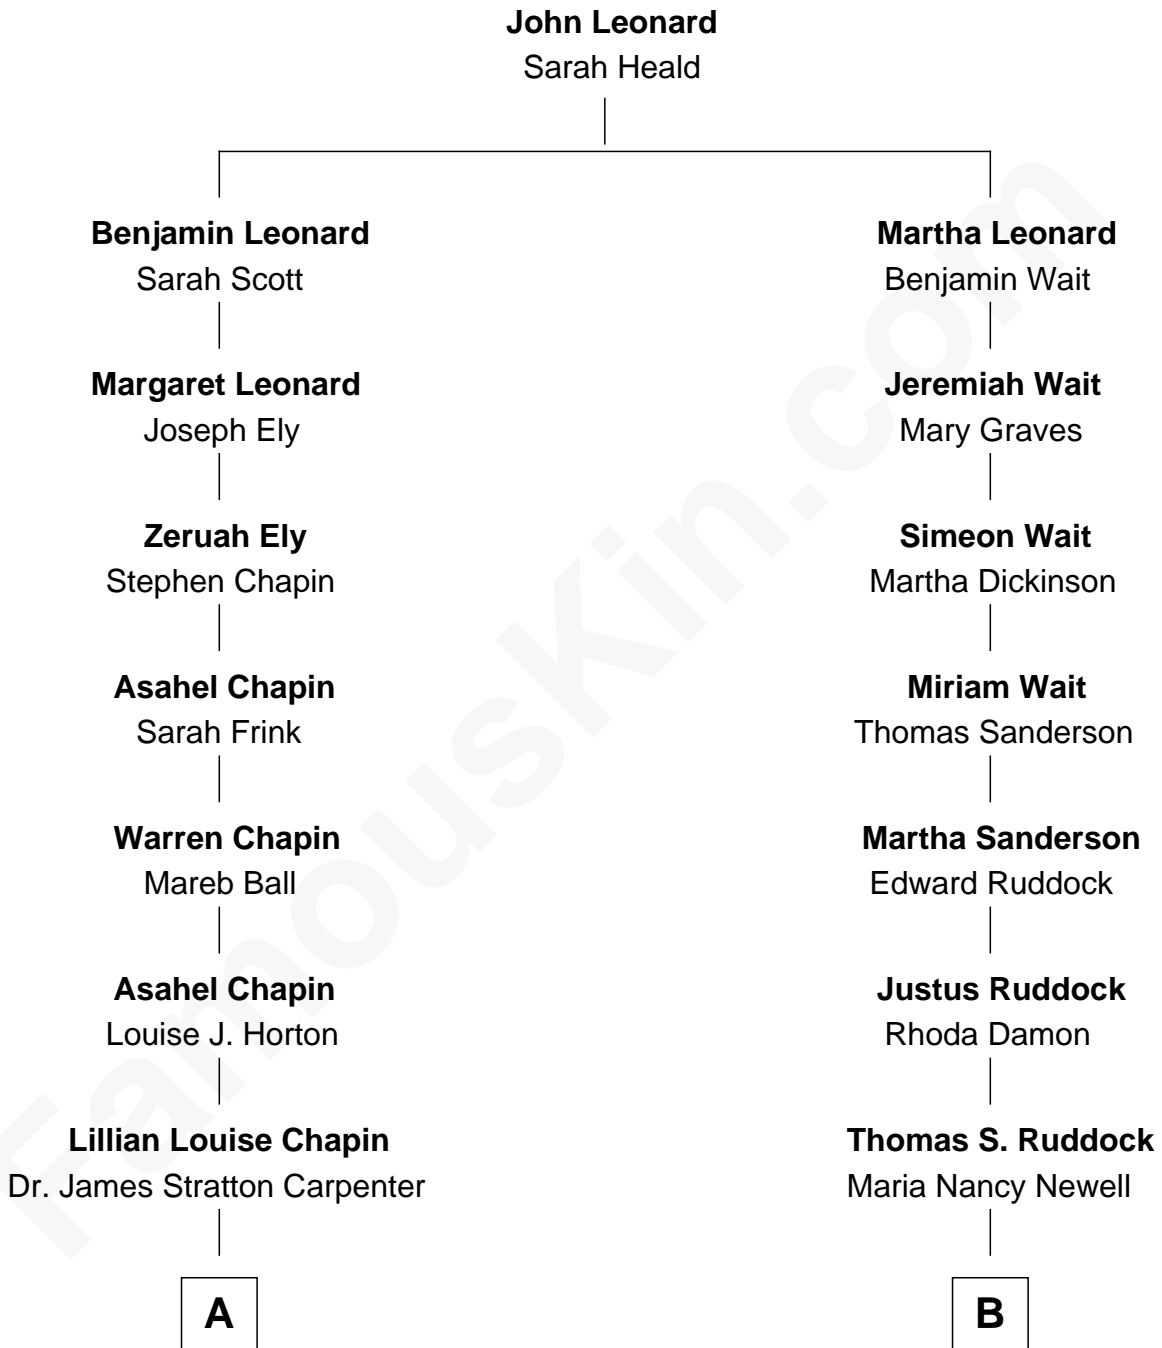 John Leonard
Sarah Heald
Benjamin Leonard
Sarah Scott
Martha Leonard
Benjamin Wait
Margaret Leonard
Joseph Ely
Jeremiah Wait
Mary Graves
Zeruah Ely
Stephen Chapin
Simeon Wait
Martha Dickinson
Asahel Chapin
Sarah Frink
Miriam Wait
Thomas Sanderson
Warren Chapin
Mareb Ball
Martha Sanderson
Edward Ruddock
Asahel Chapin
Louise J. Horton
Justus Ruddock
Rhoda Damon
Lillian Louise Chapin
Dr. James Stratton Carpenter
Thomas S. Ruddock
Maria Nancy Newell
A
B
FamousKin.com